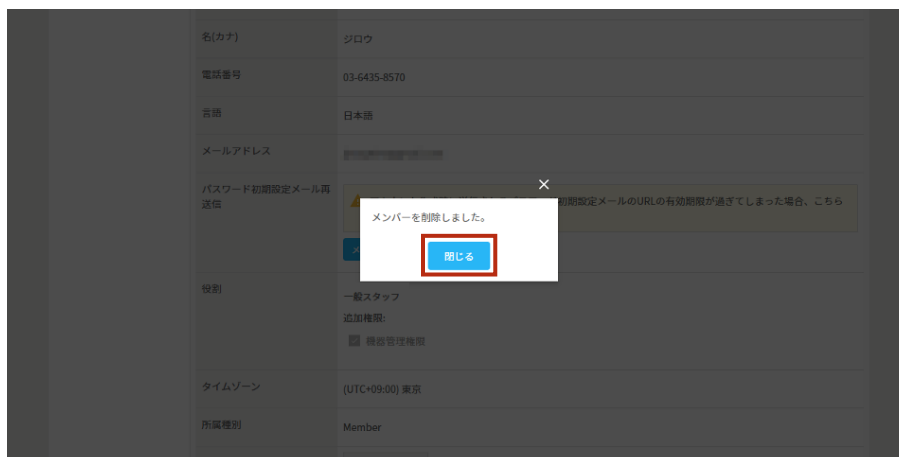 名(カナ)
ジロウ
電話番号
03-6435-8570
言語
日本語
メールアドレス
パスワード初期設定メール再
送信
初期設定メールのURLの有効期限が過ぎてしまった場合、こちら
メンバーを削除しました。
閉じる
役割
一般スタッフ
追加権限:
機器管理権限
タイムゾーン
(UTC+09:00) 東京
所属種別
Member